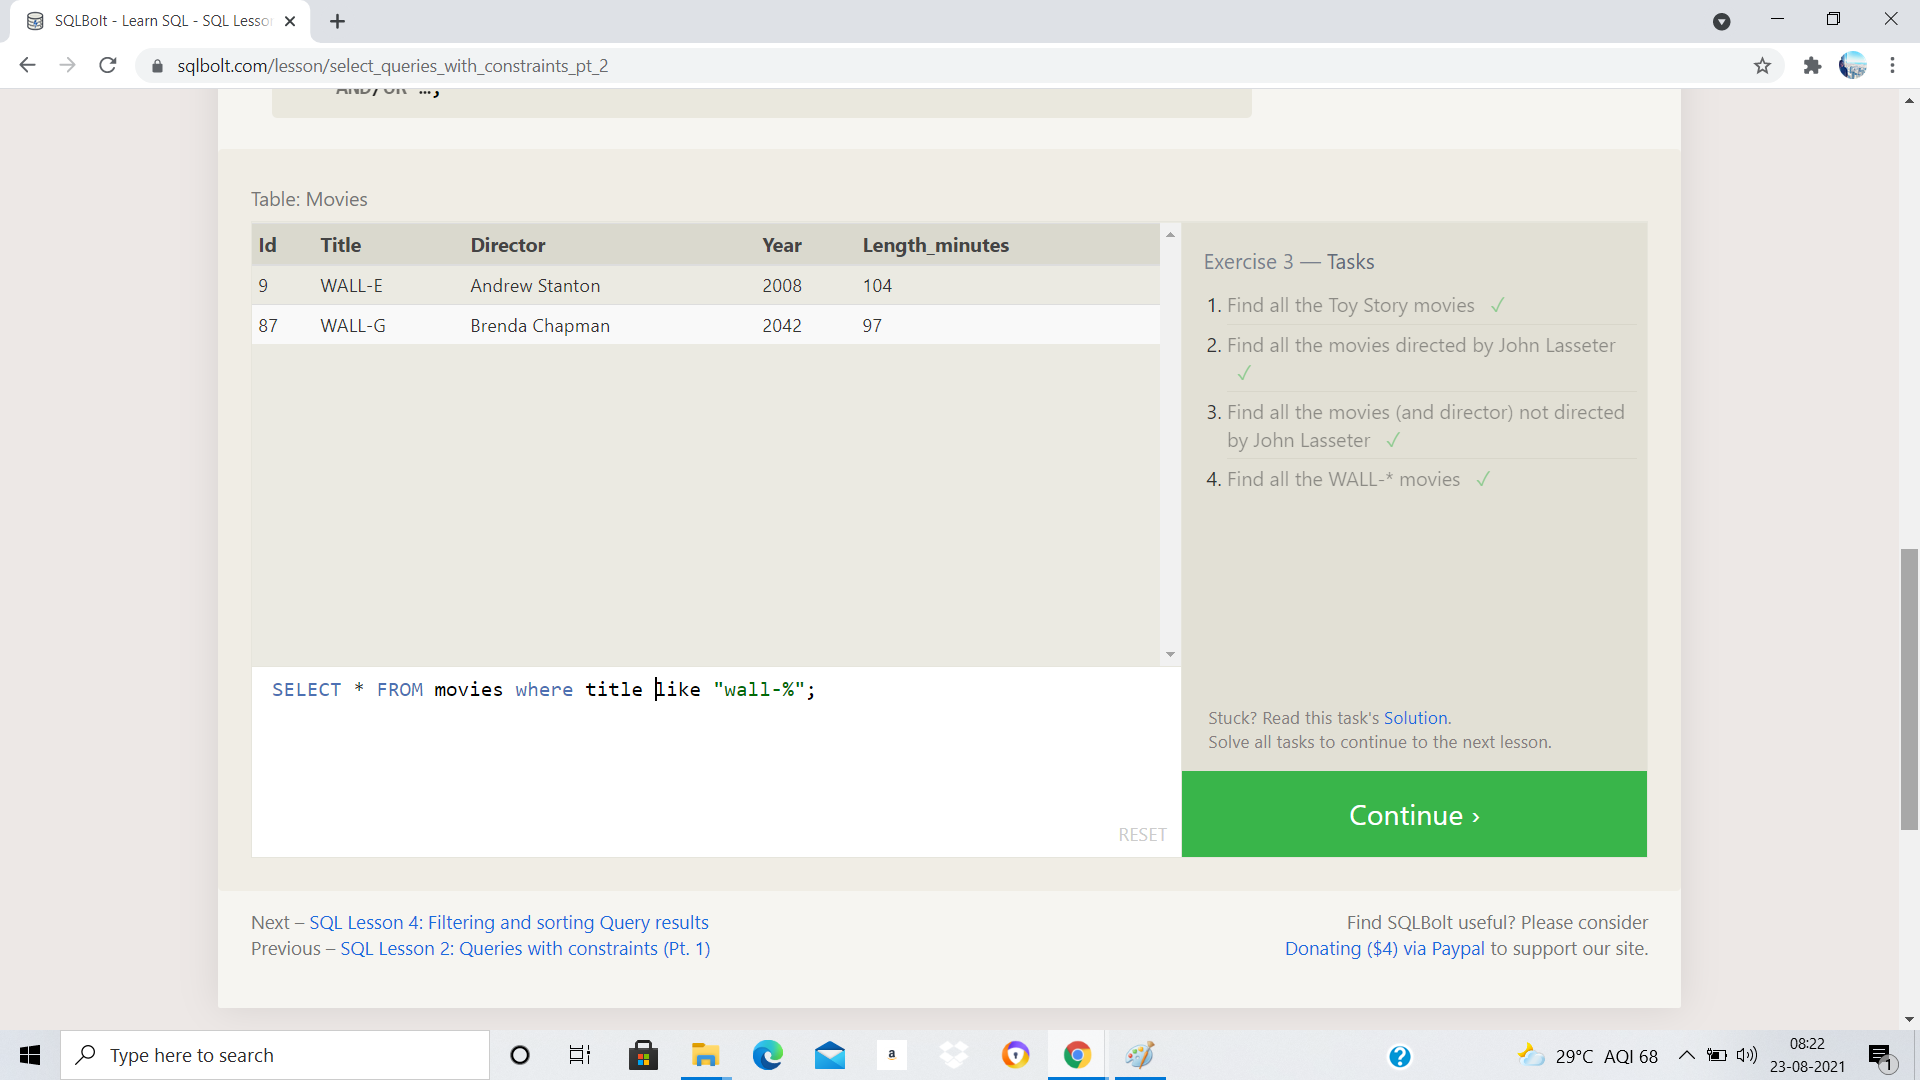 SQLBolt - Learn SQL - SQL Lesso
sqlbolt.com/lesson/select_queries_with_constraints_pt_2
AND/OR …;
Table: Movies
Id Title Director Year Length_minutes
9 WALL-E Andrew Stanton 2008 104
87 WALL-G Brenda Chapman 2042 97
Exercise 3 — Tasks
1. Find all the Toy Story movies ✓
2. Find all the movies directed by John Lasseter
✓
3. Find all the movies (and director) not directed
by John Lasseter ✓
4. Find all the WALL-* movies ✓
SELECT * FROM movies where title like "wall-%";
RESET
Stuck? Read this task's Solution.
Solve all tasks to continue to the next lesson.
Continue ›
Next – SQL Lesson 4: Filtering and sorting Query results
Previous – SQL Lesson 2: Queries with constraints (Pt. 1)
Find SQLBolt useful? Please consider
Donating ($4) via Paypal to support our site.
Type here to search
a
29°C AQI 68
08:22
23-08-2021
1